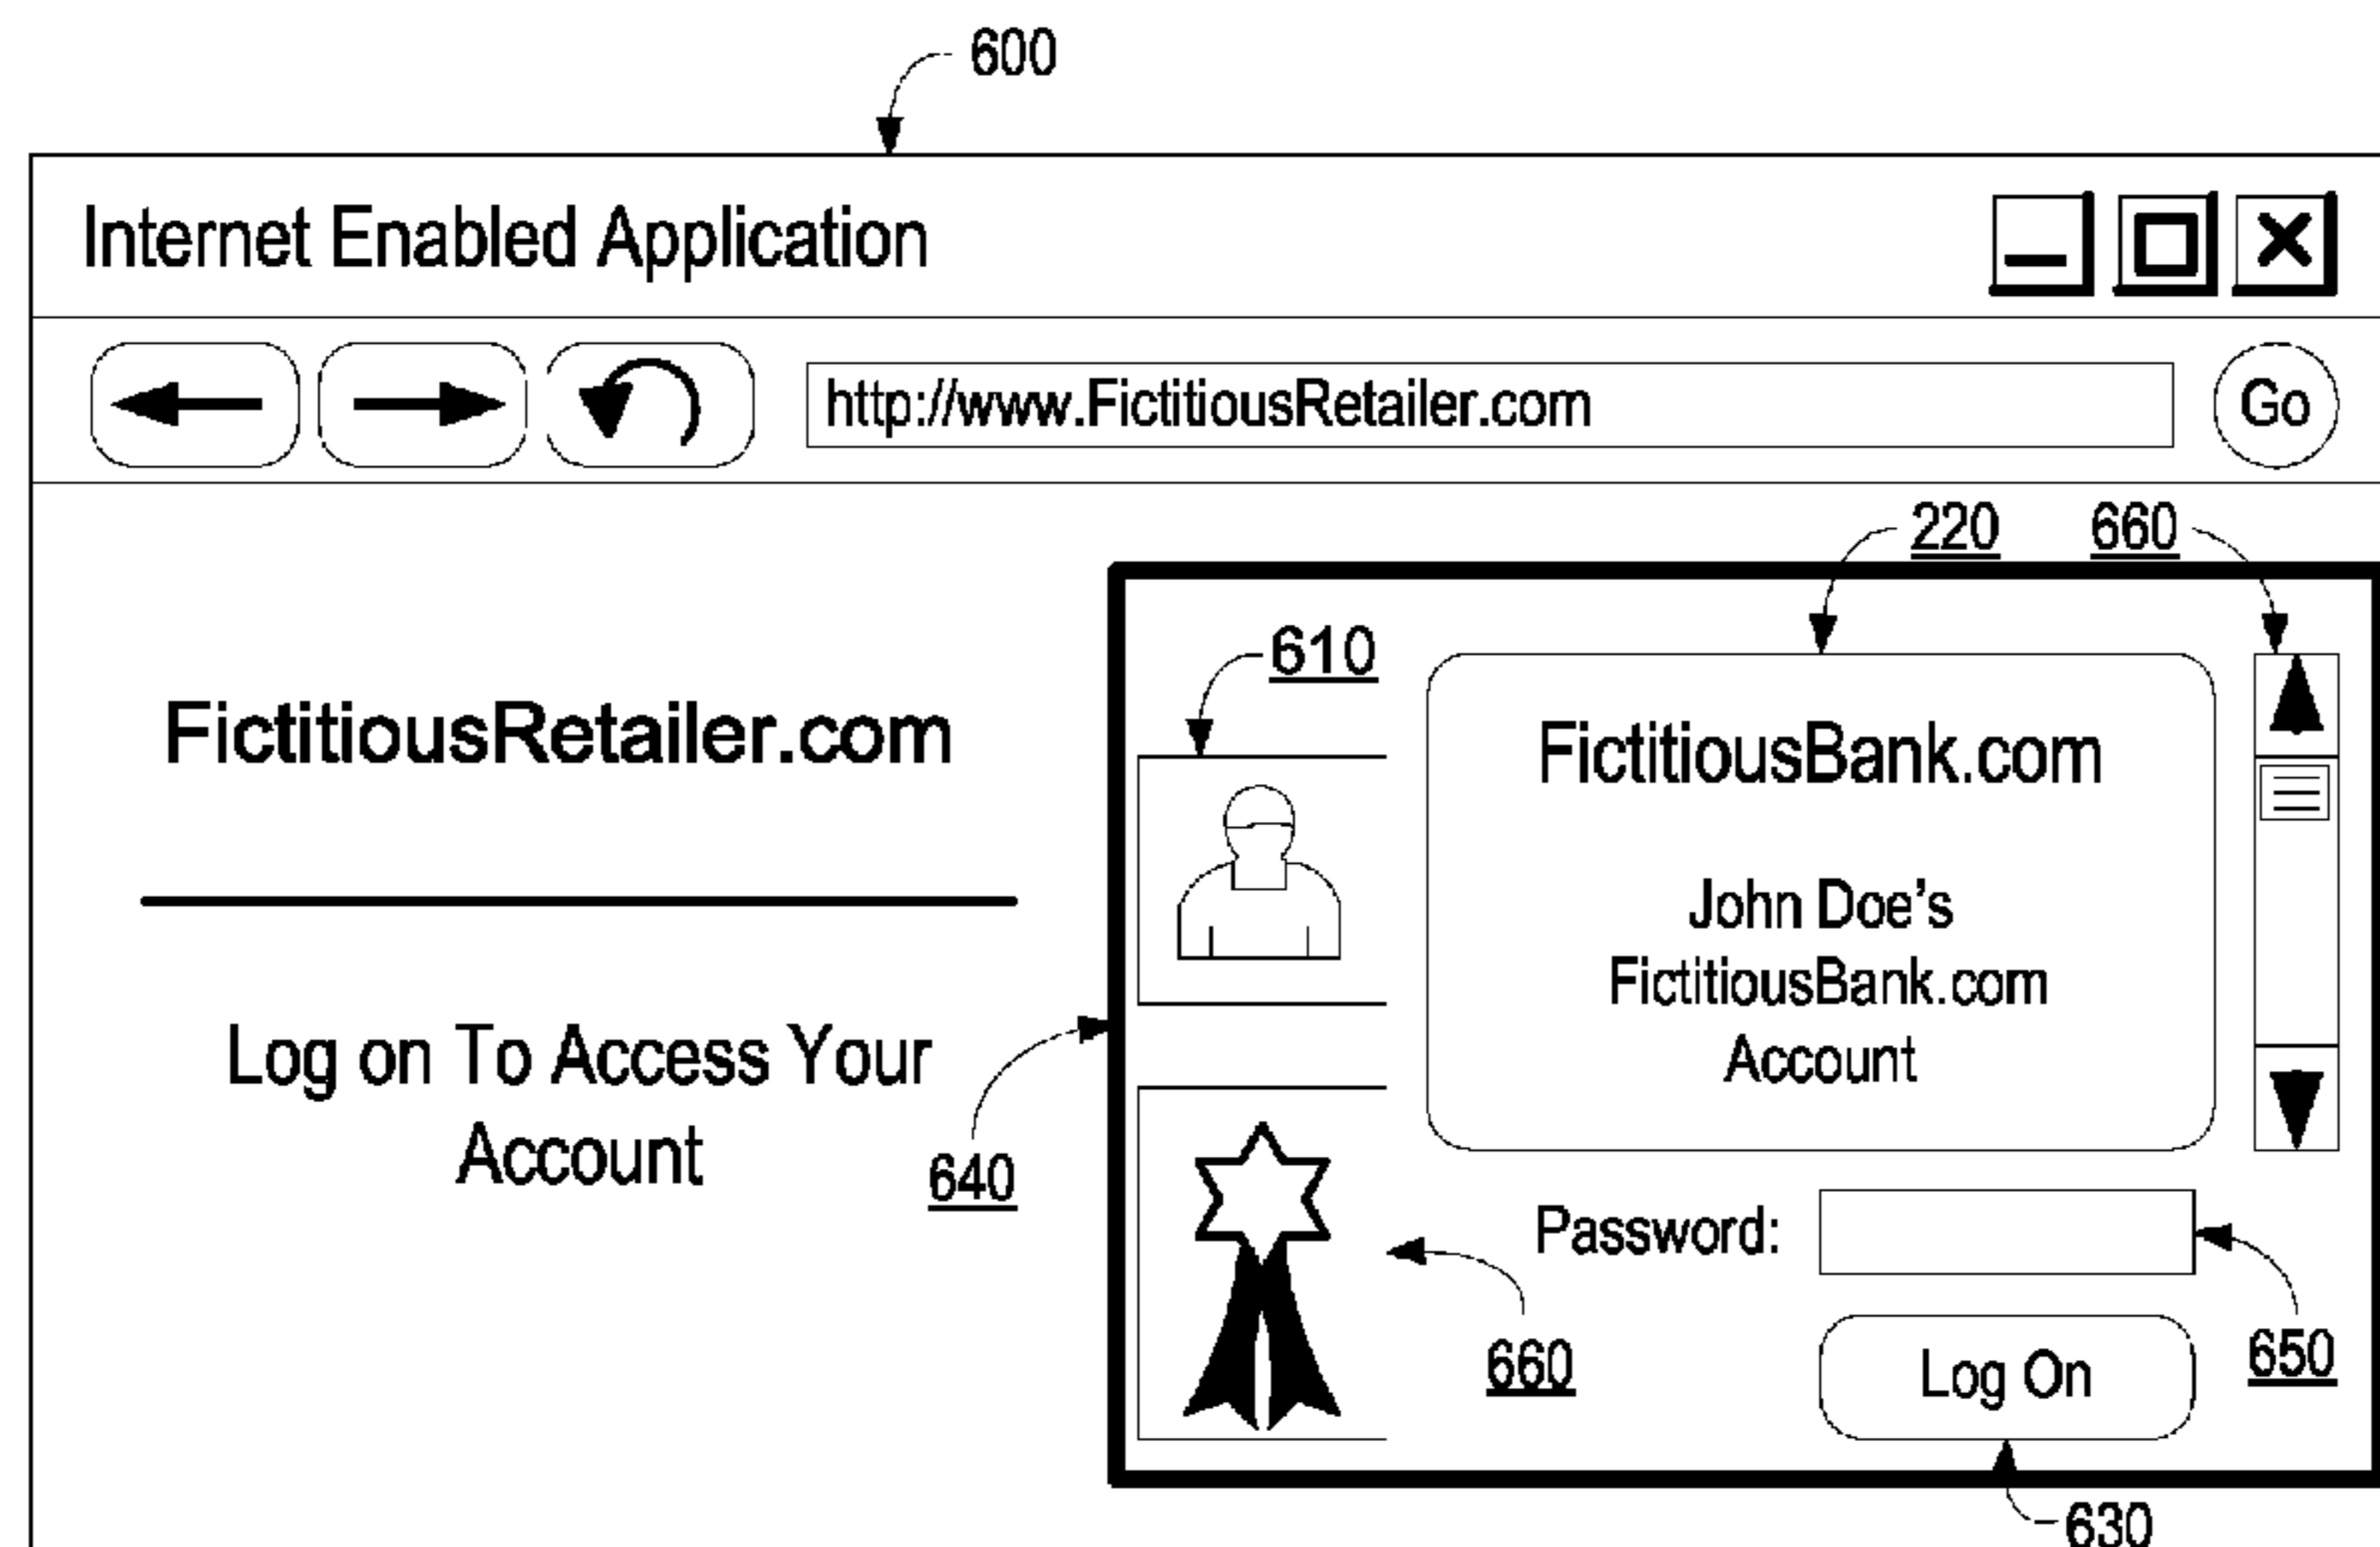 600
Internet Enabled Application
http://www.FictitiousRetailer.com
Go
220
660
610
FictitiousRetailer.com
FictitiousBank.com
John Doe's
FictitiousBank.com
Account
Log on To Access Your
Account
640
Password:
660
Log On
650
630